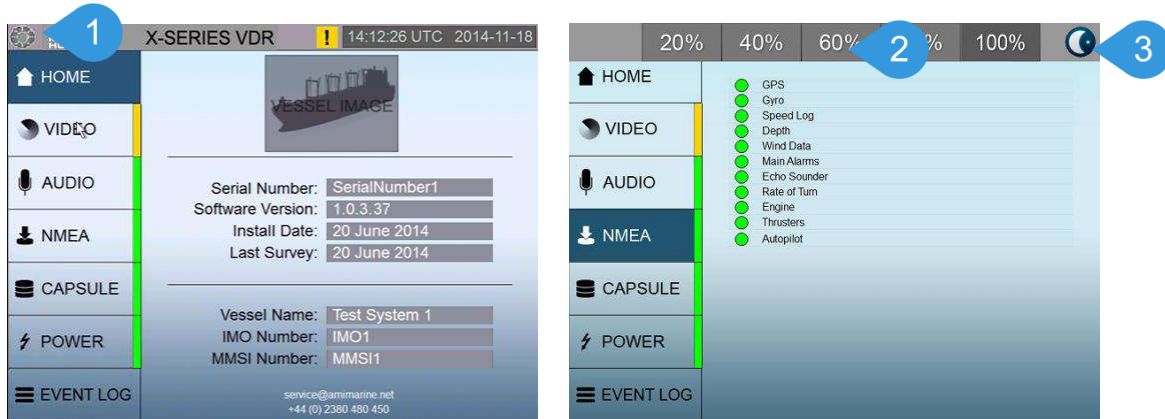 1
X-SERIES VDR
!
14:12:26 UTC 2014-11-18
HOME
VIDEO
AUDIO
NMEA
CAPSULE
POWER
EVENT LOG
VESSEL IMAGE
Serial Number: SerialNumber1
Software Version: 1.0.3.37
Install Date: 20 June 2014
Last Survey: 20 June 2014
Vessel Name: Test System 1
IMO Number: IMO1
MMSI Number: MMSI1
service@amimarine.net
+44 (0) 2380 480 450
20% 40% 60% % 100%
2
3
HOME
VIDEO
AUDIO
NMEA
CAPSULE
POWER
EVENT LOG
GPS
Gyro
Speed Log
Depth
Wind Data
Main Alarms
Echo Sounder
Rate of Turn
Engine
Thrusters
Autopilot